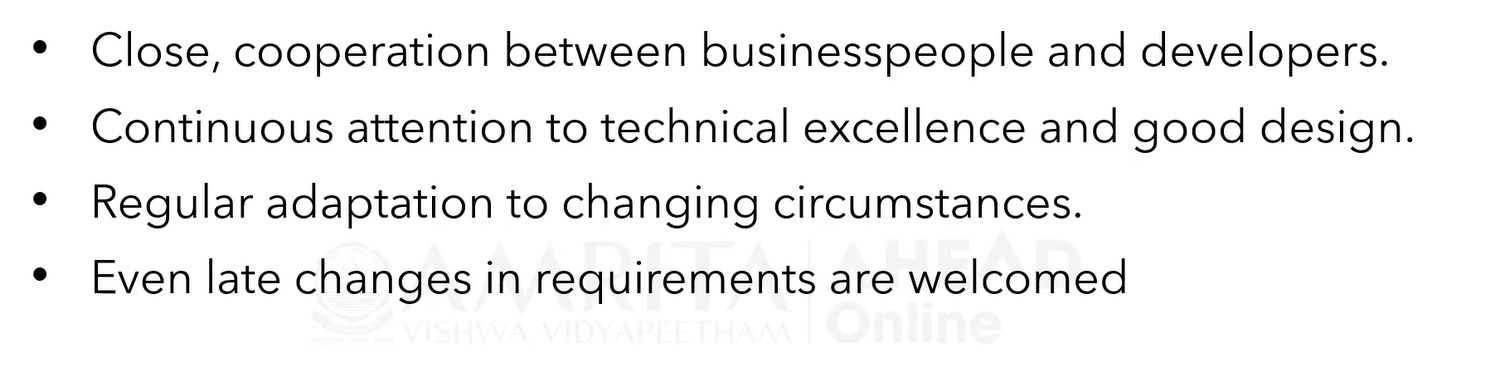 • Close, cooperation between businesspeople and developers.
• Continuous attention to technical excellence and good design.
• Regular adaptation to changing circumstances.
• Even late changes in requirements are welcomed
AMRITA AHEAD
VISHWA VIDYAPEETHAM Online